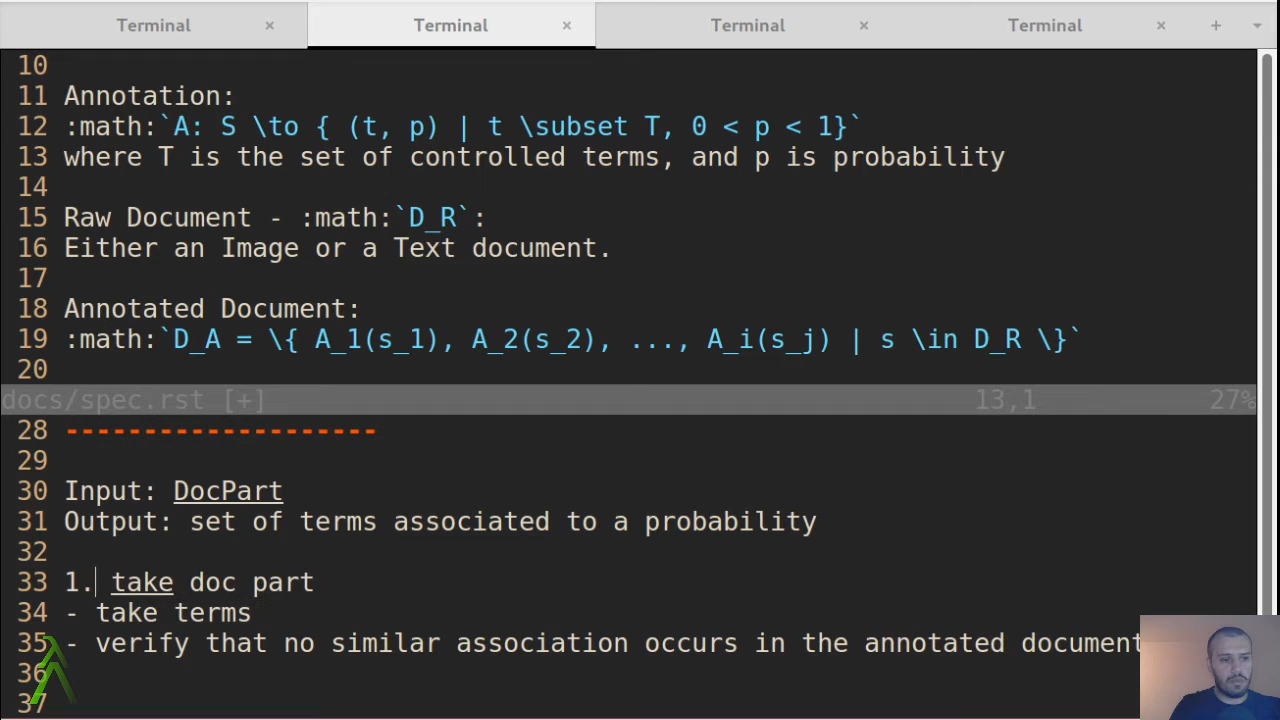 Terminal × Terminal × Terminal × Terminal × +
10
11 Annotation:
12 :math:`A: S \to { (t, p) | t \subset T, 0 < p < 1}`
13 where T is the set of controlled terms, and p is probability
14
15 Raw Document - :math:`D_R`:
16 Either an Image or a Text document.
17
18 Annotated Document:
19 :math:`D_A = \{ A_1(s_1), A_2(s_2), ..., A_i(s_j) | s \in D_R \}`
20
docs/spec.rst [+] 13,1 27%
28 --------------------
29
30 Input: DocPart
31 Output: set of terms associated to a probability
32
33 1. take doc part
34 - take terms
35 - verify that no similar association occurs in the annotated document
36
37